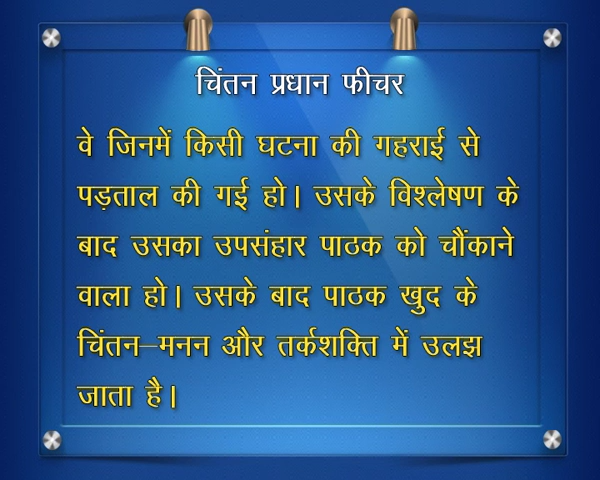 चिंतन प्रधान फीचर
वे जिनमें किसी घटना की गहराई से
पड़ताल की गई हो। उसके विश्लेषण के
बाद उसका उपसंहार पाठक को चौंकाने
वाला हो। उसके बाद पाठक खुद के
चिंतन–मनन और तर्कशक्ति में उलझ
जाता है।